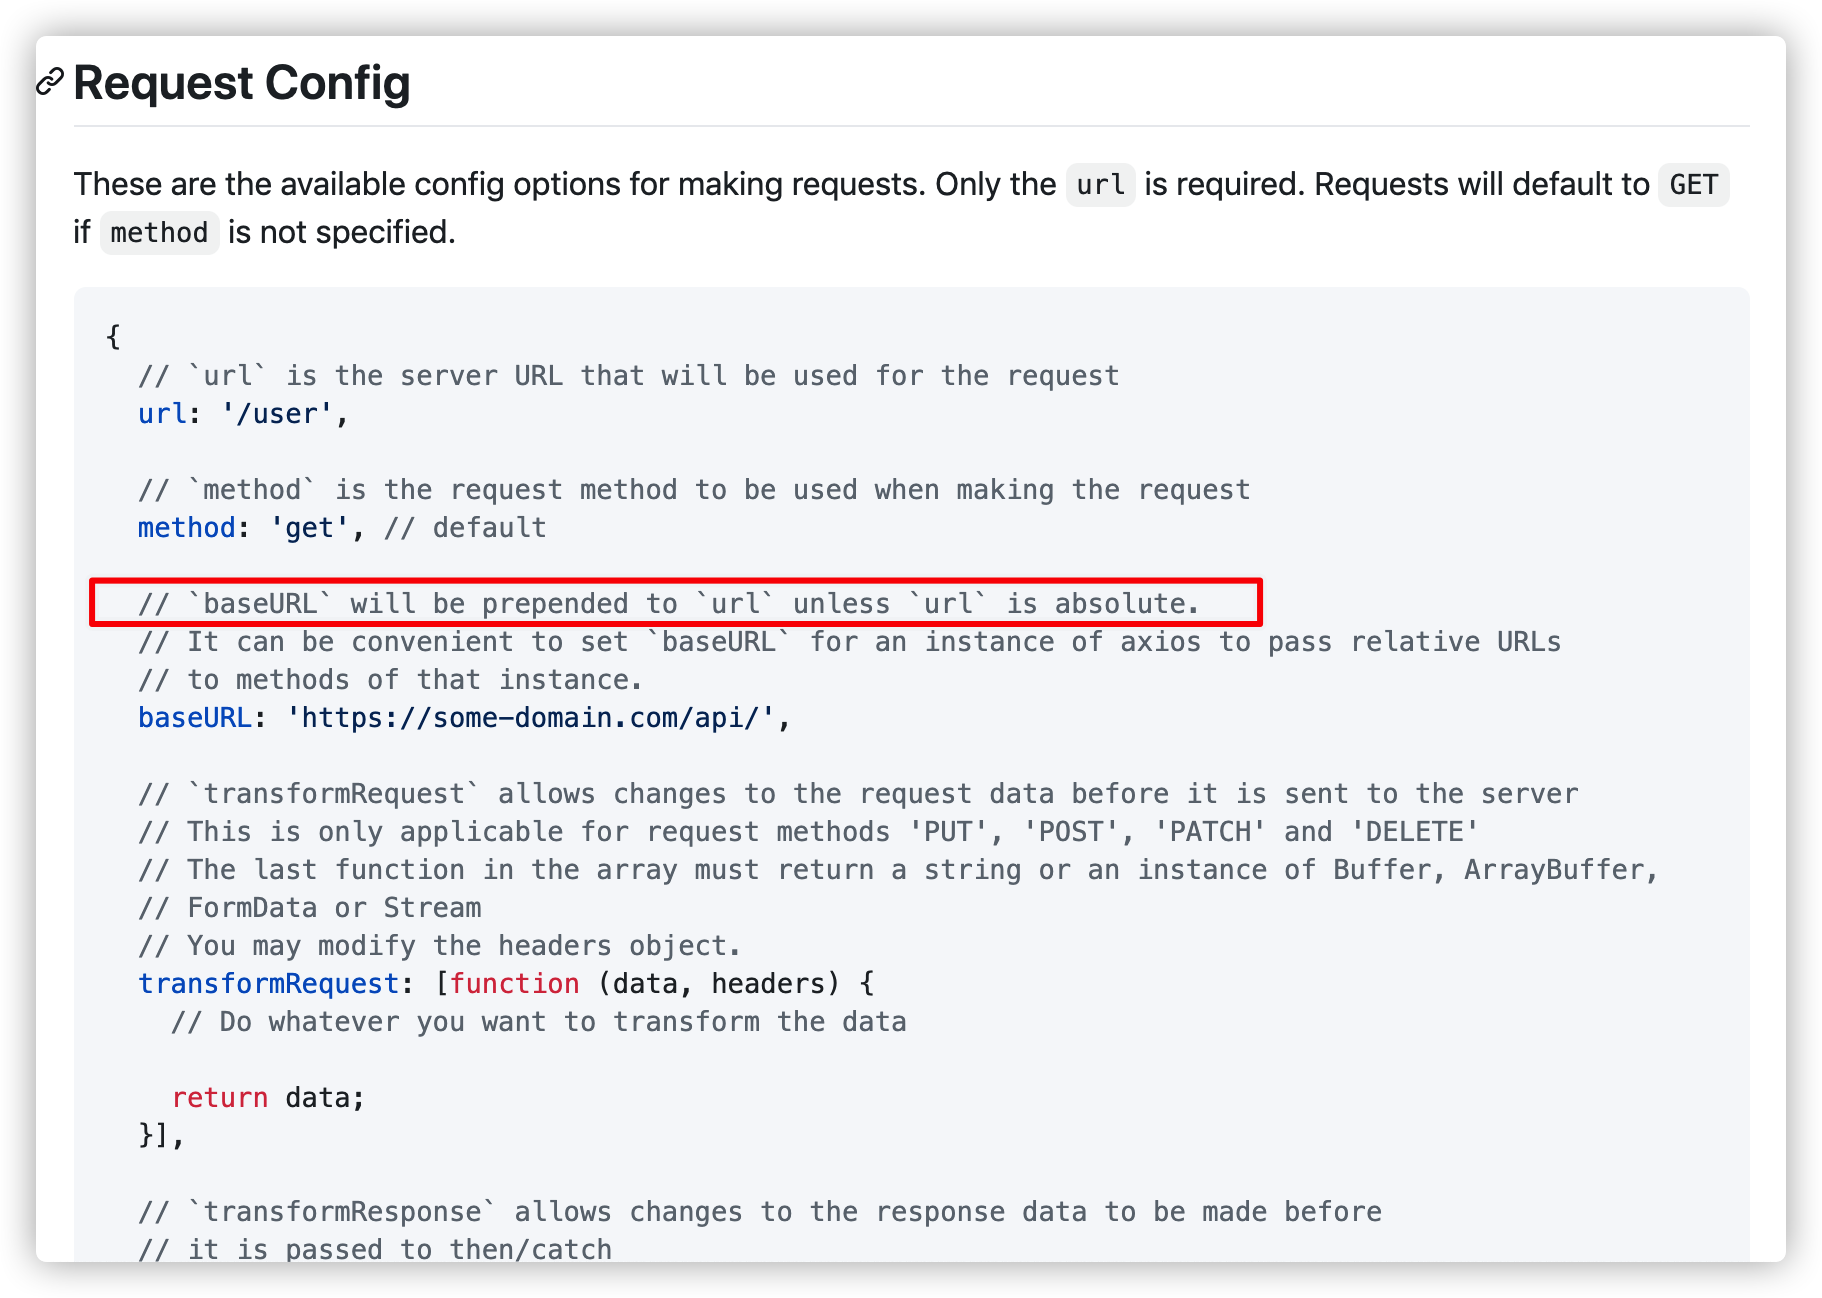 Request Config
These are the available config options for making requests. Only the url is required. Requests will default to GET
if method is not specified.
{
  // `url` is the server URL that will be used for the request
  url: '/user',
  // `method` is the request method to be used when making the request
  method: 'get', // default
  // `baseURL` will be prepended to `url` unless `url` is absolute.
  // It can be convenient to set `baseURL` for an instance of axios to pass relative URLs
  // to methods of that instance.
  baseURL: 'https://some-domain.com/api/',
  // `transformRequest` allows changes to the request data before it is sent to the server
  // This is only applicable for request methods 'PUT', 'POST', 'PATCH' and 'DELETE'
  // The last function in the array must return a string or an instance of Buffer, ArrayBuffer,
  // FormData or Stream
  // You may modify the headers object.
  transformRequest: [function (data, headers) {
    // Do whatever you want to transform the data
    return data;
  }],
  // `transformResponse` allows changes to the response data to be made before
  // it is passed to then/catch